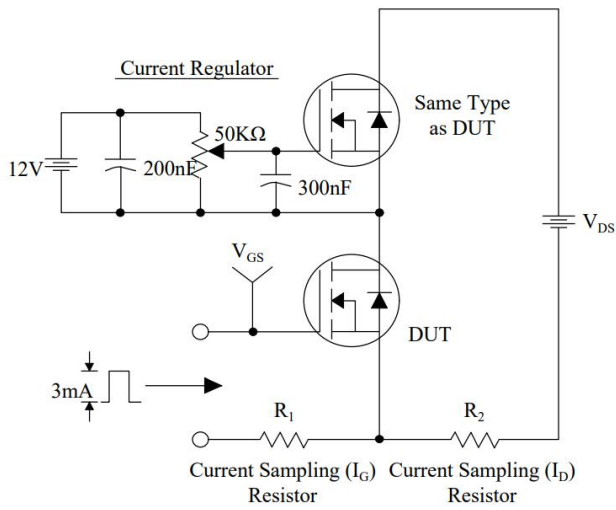 Current Regulator
Same Type
as DUT
50KΩ
12V
200nF
300nF
V_DS
V_GS
DUT
3mA
R_1
R_2
Current Sampling (I_G)
Resistor
Current Sampling (I_D)
Resistor